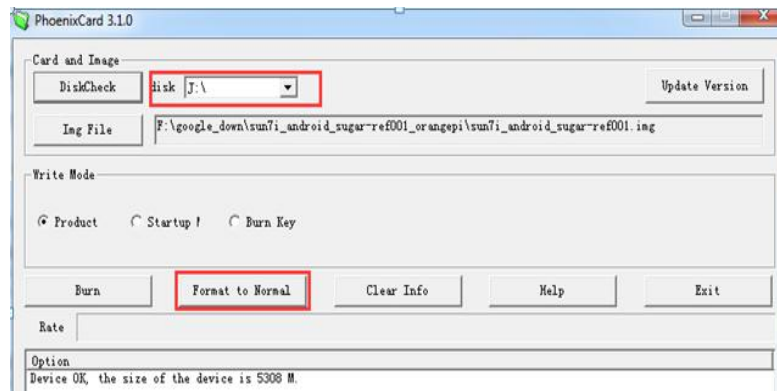 PhoenixCard 3.1.0
Card and Image
DiskCheck disk J:\ Update Version
Img File F:\google_down\sun7i_android_sugar-ref001_orangepi\sun7i_android_sugar-ref001.img
Write Mode
Product Startup Burn Key
Burn Format to Normal Clear Info Help Exit
Rate
Option
Device OK, the size of the device is 5308 M.